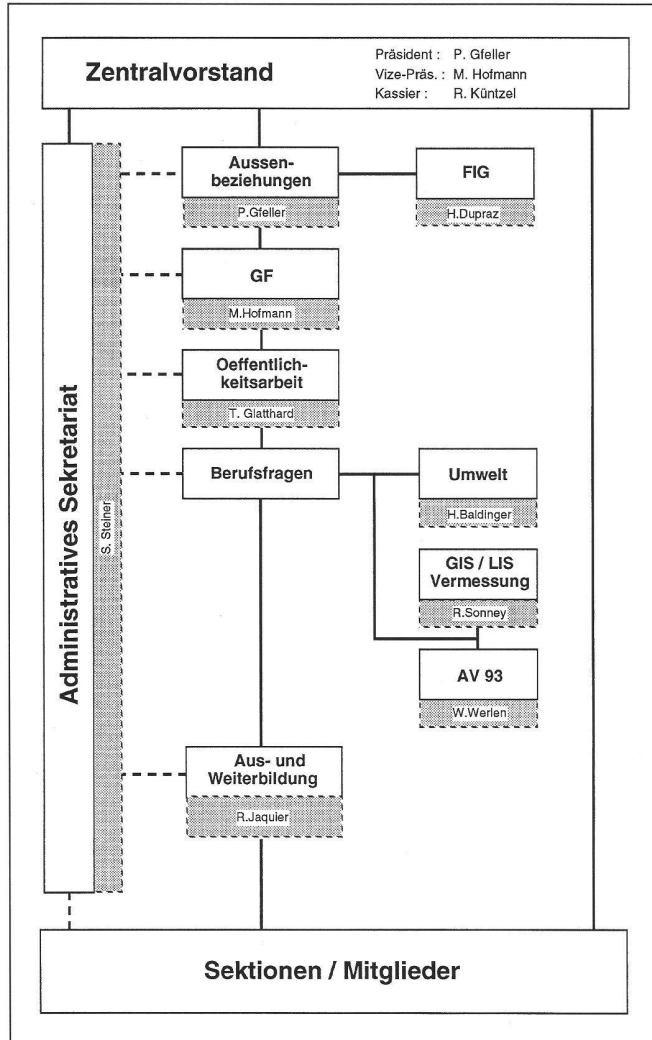 Zentralvorstand
Präsident : P. Gfeller
Vize-Präs. : M. Hofmann
Kassier : R. Küntzel
Administratives Sekretariat
S. Steiner
Aussen-
beziehungen
P.Gfeller
FIG
H.Dupraz
GF
M.Hofmann
Oeffentlich-
keitsarbeit
T. Glatthard
Berufsfragen
Umwelt
H.Baldinger
GIS / LIS
Vermessung
R.Sonney
AV 93
W.Werlen
Aus- und
Weiterbildung
R.Jaquier
Sektionen / Mitglieder